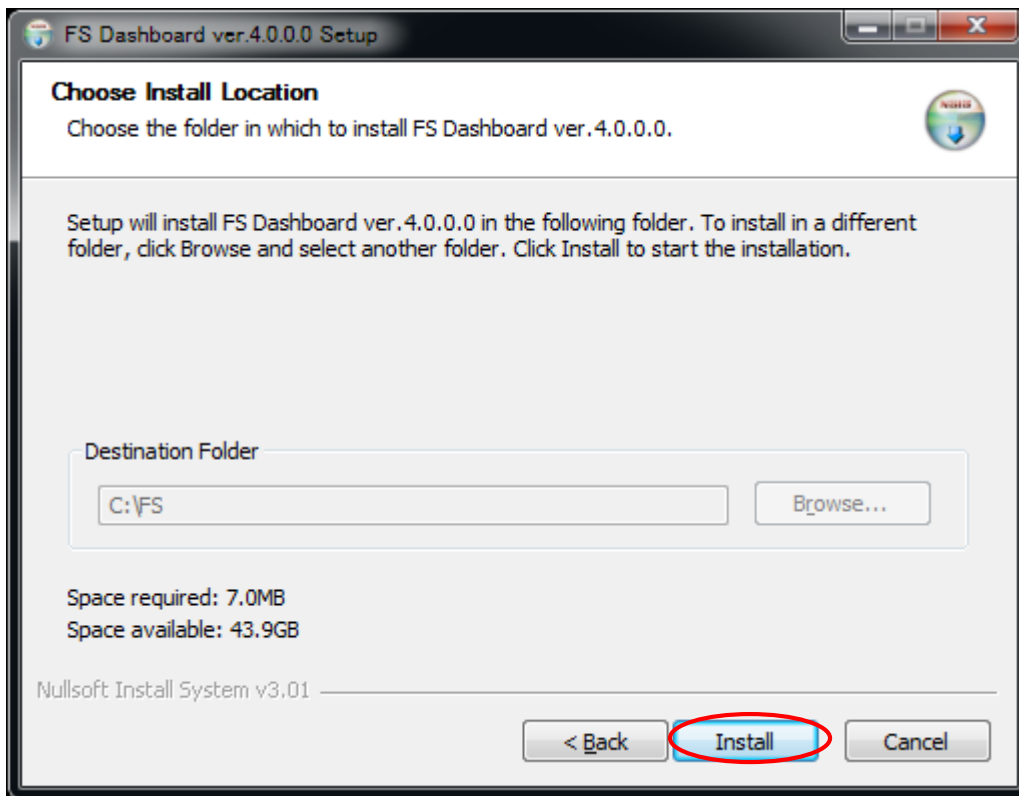 FS Dashboard ver.4.0.0.0 Setup
Choose Install Location
Choose the folder in which to install FS Dashboard ver.4.0.0.0.
Setup will install FS Dashboard ver.4.0.0.0 in the following folder. To install in a different
folder, click Browse and select another folder. Click Install to start the installation.
Destination Folder
C:\FS
Browse...
Space required: 7.0MB
Space available: 43.9GB
Nullsoft Install System v3.01
< Back
Install
Cancel